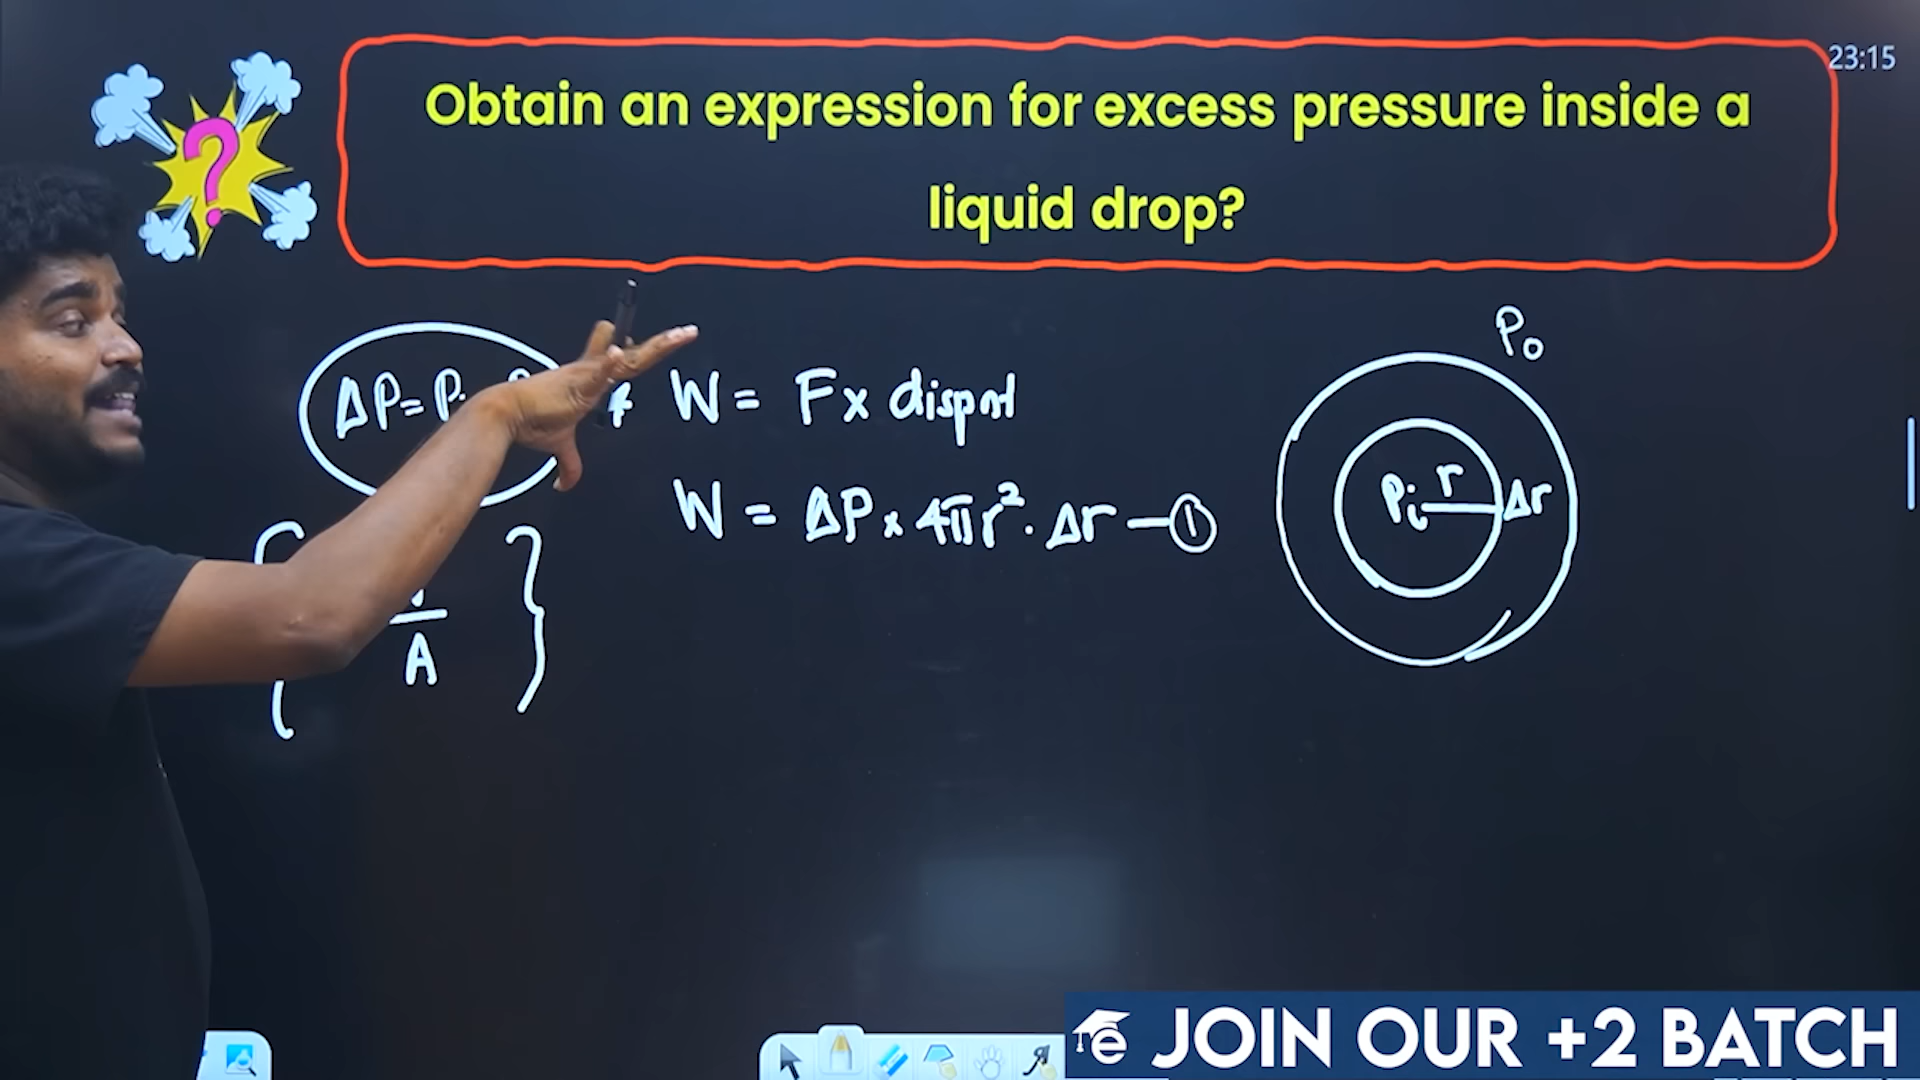 23:15
Obtain an expression for excess pressure inside a
liquid drop?
ΔP = P
W = F x dispnt
W = ΔP x 4πr². Δr — ①
A
P₀
Pᵢ r Δr
JOIN OUR +2 BATCH